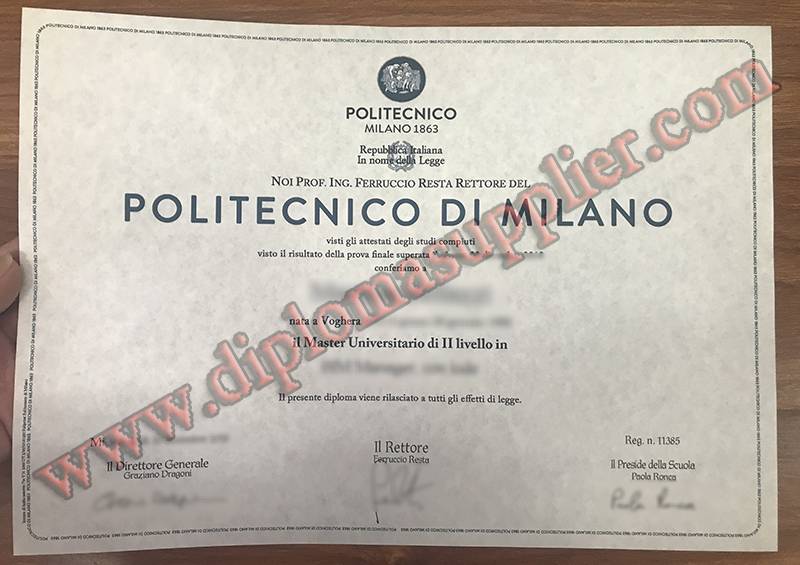 POLITECNICO DI MILANO 1863
POLITECNICO
MILANO 1863
Repubblica Italiana
In nome della Legge
NOI PROF. ING. FERRUCCIO RESTA RETTORE DEL
POLITECNICO DI MILANO
visti gli attestati degli studi compiuti
visto il risultato della prova finale superata
conferiamo a
nata a Voghera
il Master Universitario di II livello in
Il presente diploma viene rilasciato a tutti gli effetti di legge.
Il Direttore Generale
Graziano Dragoni
Il Rettore
Ferruccio Resta
Reg. n. 11385
Il Preside della Scuola
Paola Ronca
Paola Ronca
www.diplomasupplier.com